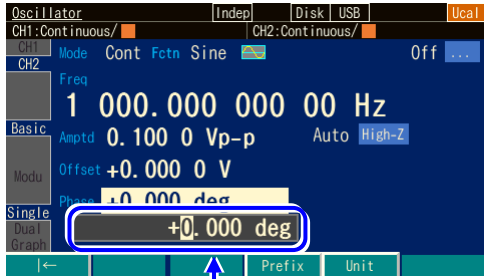 Oscillator Indep Disk USB Ucal
CH1:Continuous/ CH2:Continuous/
CH1
CH2
Mode Cont Fctn Sine Off ...
Freq
1 000.000 000 00 Hz
Basic
Amptd 0.100 0 Vp-p Auto High-Z
Modu
Offset +0.000 0 V
Phase +0.000 deg
Single
+0.000 deg
Dual
Graph
|← Prefix Unit